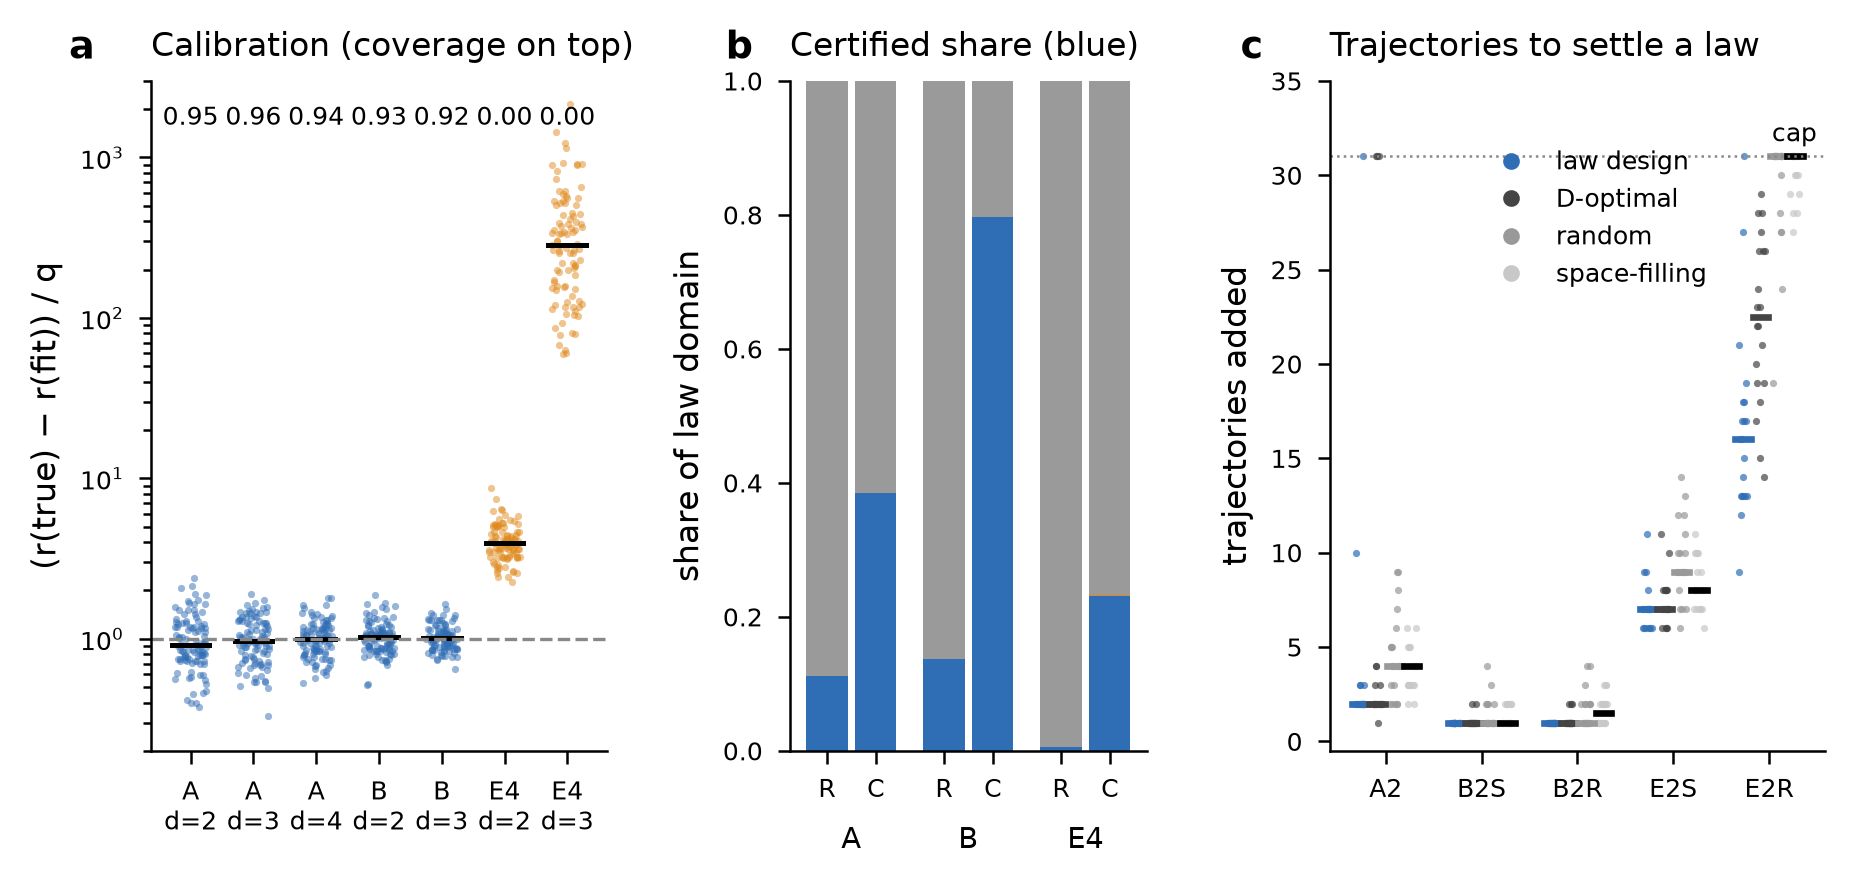 a Calibration (coverage on top)
0.95 0.96 0.94 0.93 0.92 0.00 0.00
(r(true) − r(fit)) / q
10³
10²
10¹
10⁰
A A A B B E4 E4
d=2 d=3 d=4 d=2 d=3 d=2 d=3
b Certified share (blue)
share of law domain
1.0
0.8
0.6
0.4
0.2
0.0
R C R C R C
A B E4
c Trajectories to settle a law
trajectories added
35
30
25
20
15
10
5
0
cap
law design
D-optimal
random
space-filling
A2 B2S B2R E2S E2R